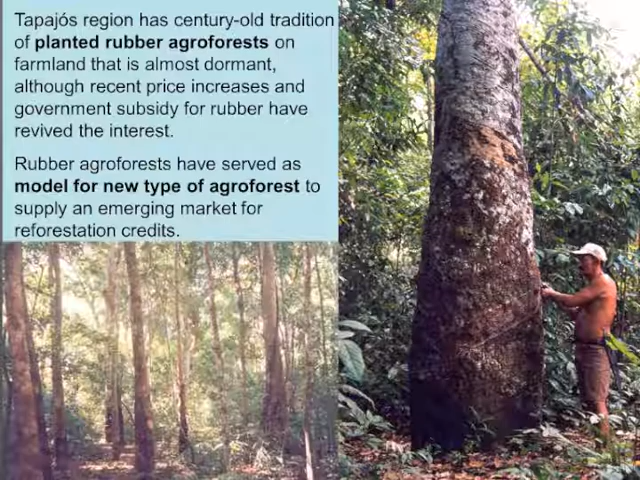 Tapajós region has century-old tradition
of planted rubber agroforests on
farmland that is almost dormant,
although recent price increases and
government subsidy for rubber have
revived the interest.
Rubber agroforests have served as
model for new type of agroforest to
supply an emerging market for
reforestation credits.